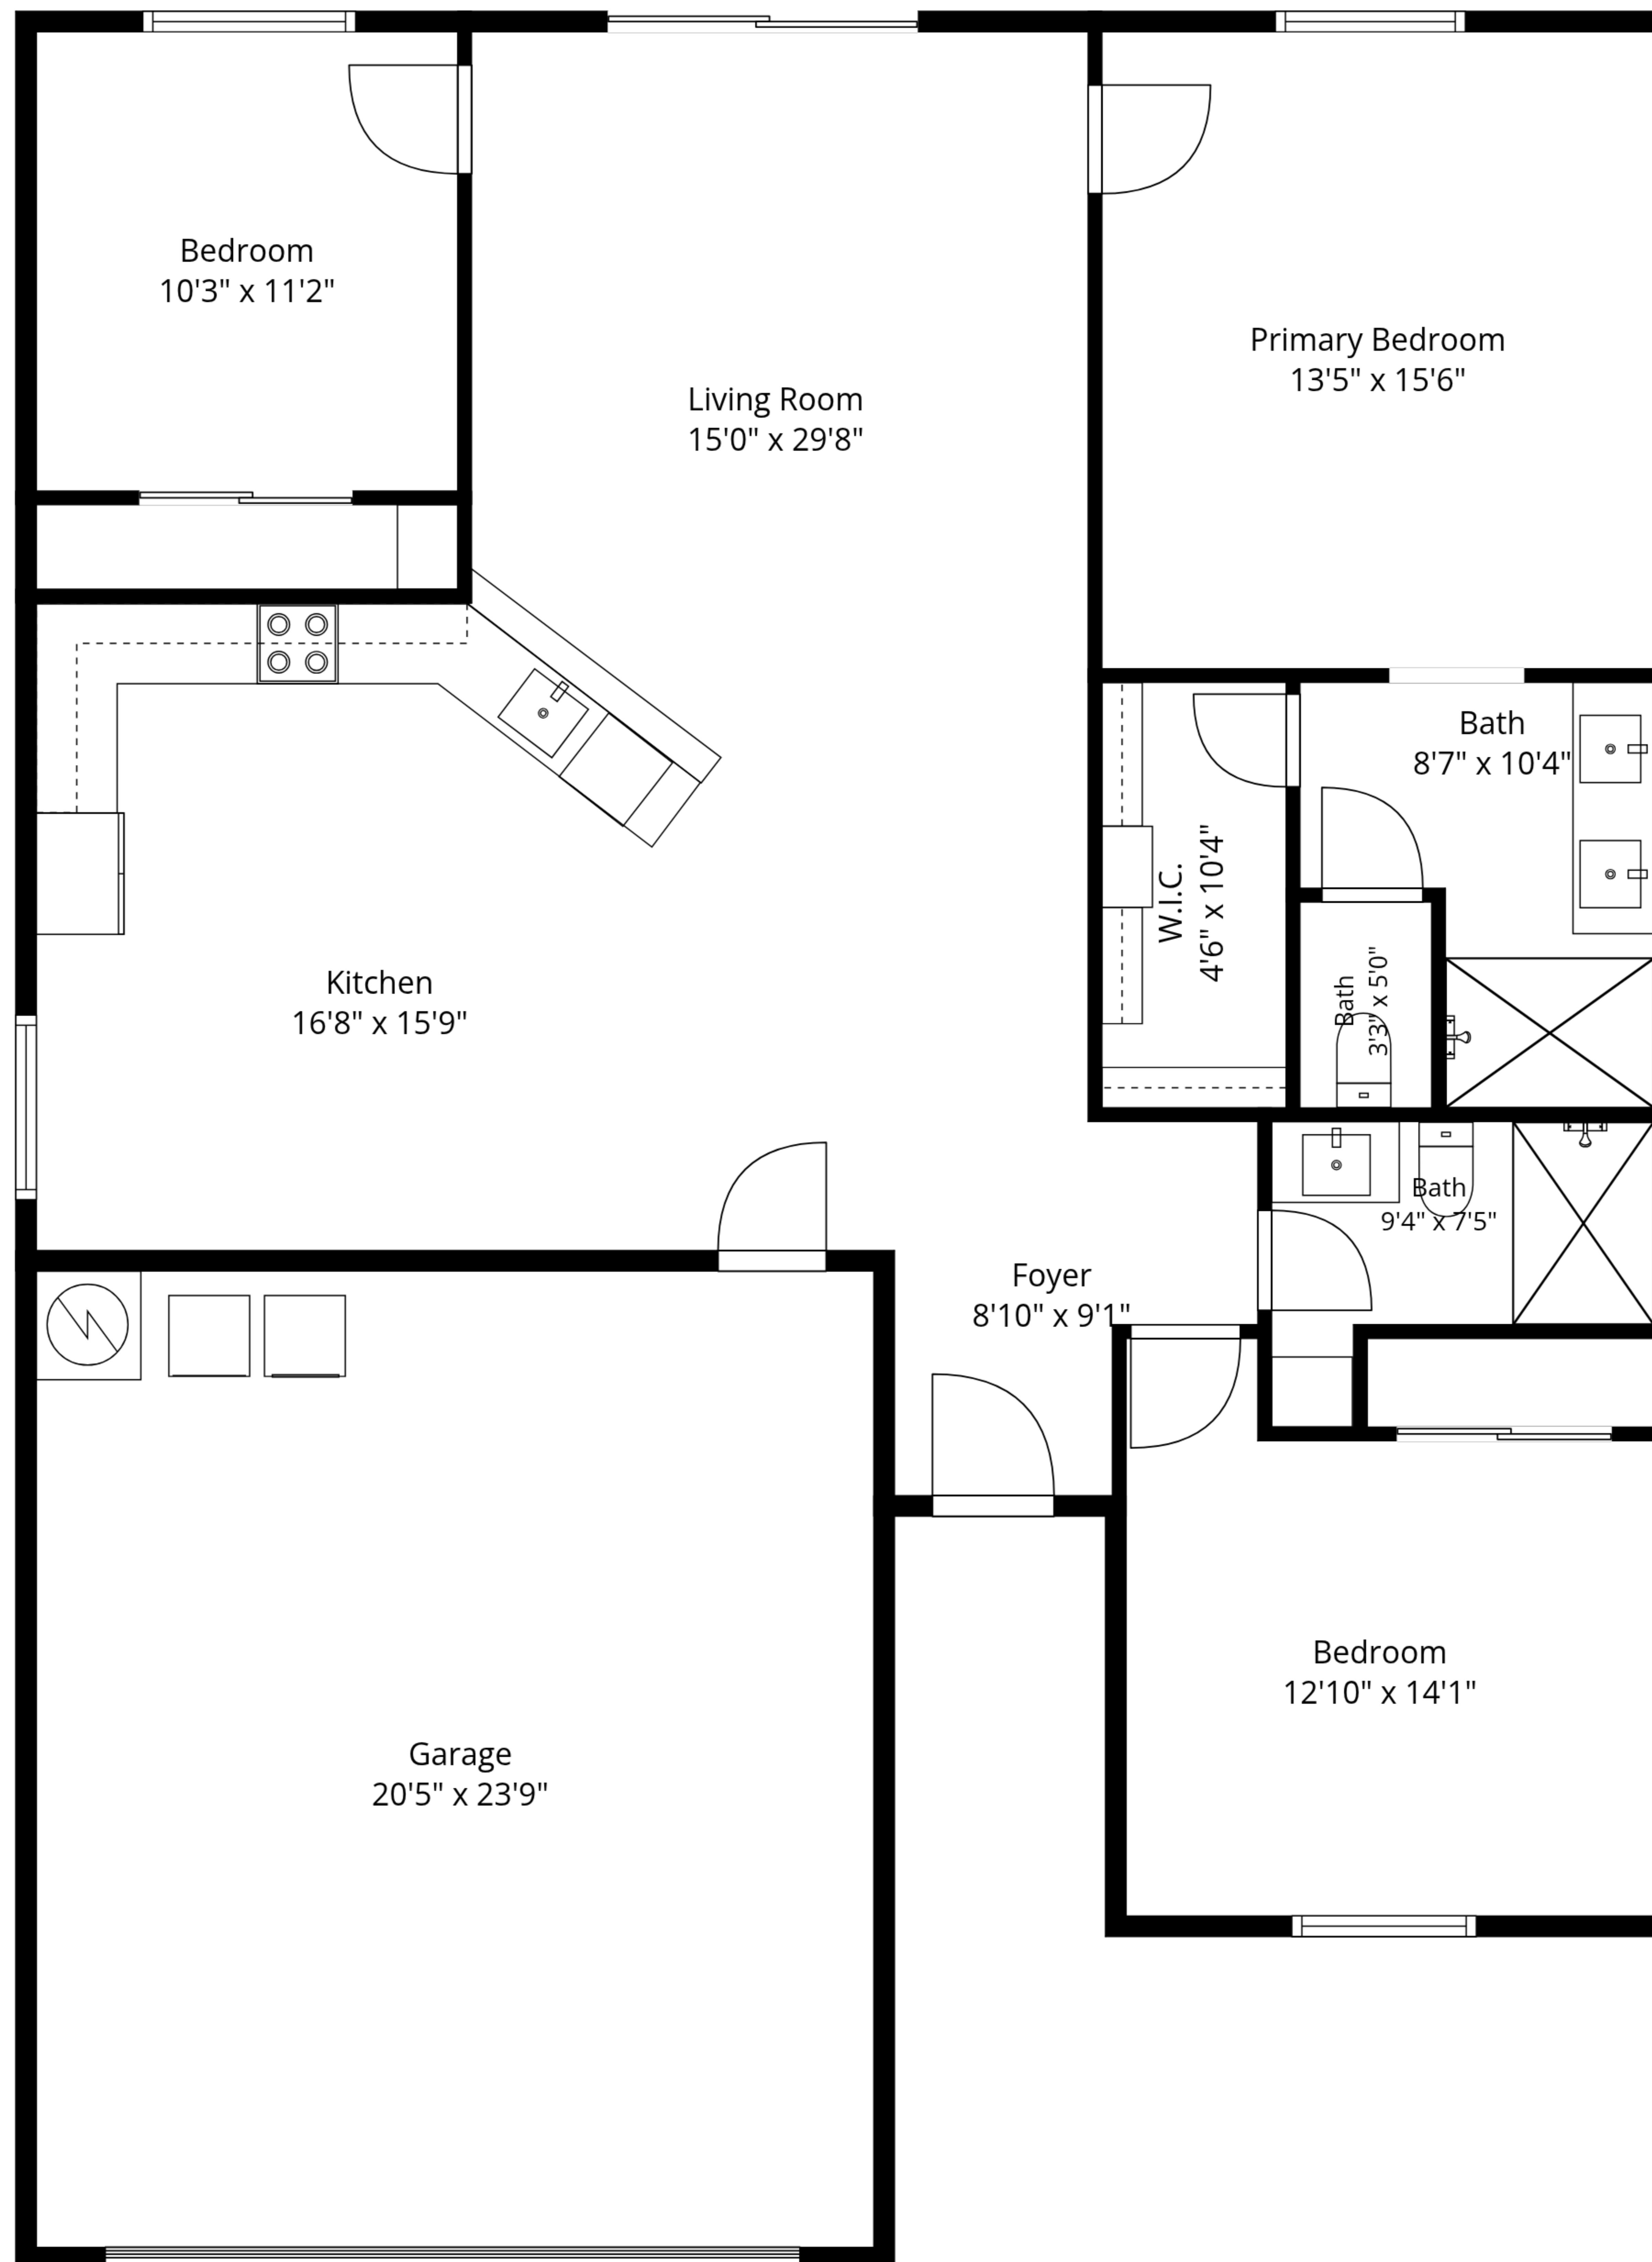 Bedroom
10'3" x 11'2"
Living Room
15'0" x 29'8"
Primary Bedroom
13'5" x 15'6"
Bath
8'7" x 10'4"
W.I.C.
4'6" x 10'4"
Bath
3'3" x 5'0"
Kitchen
16'8" x 15'9"
Bath
9'4" x 7'5"
Foyer
8'10" x 9'1"
Bedroom
12'10" x 14'1"
Garage
20'5" x 23'9"